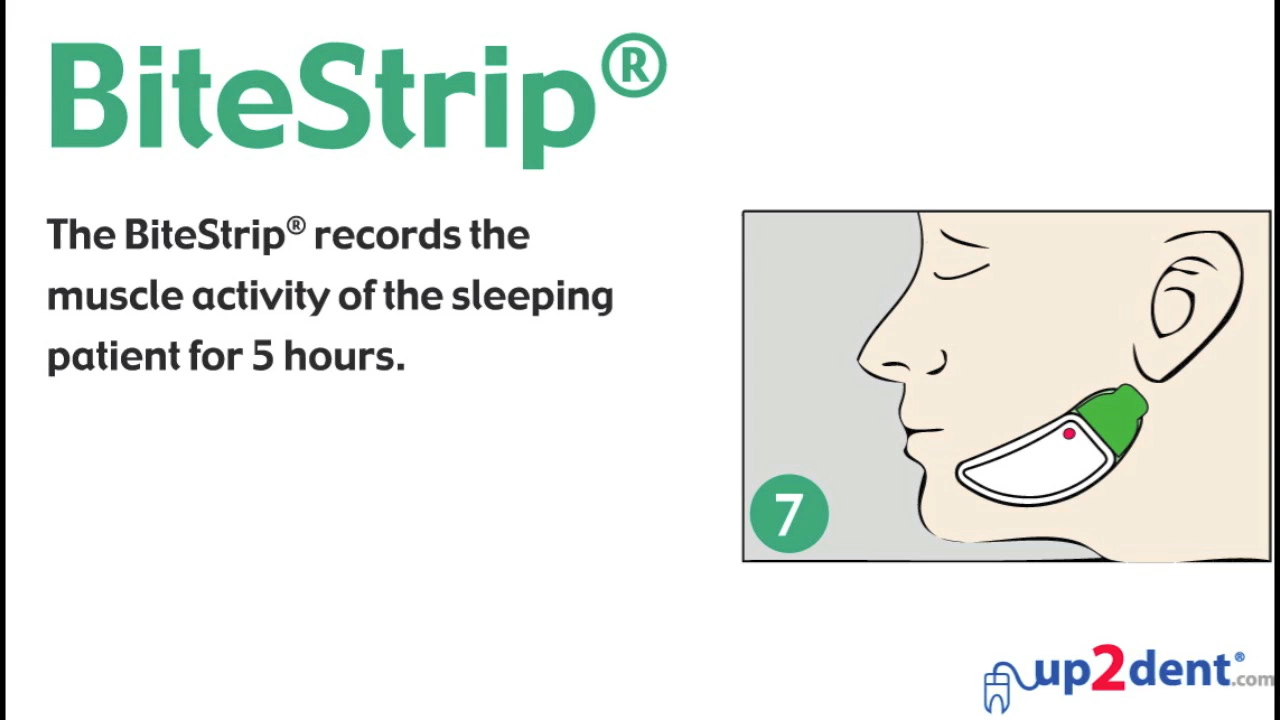 BiteStrip®
The BiteStrip® records the
muscle activity of the sleeping
patient for 5 hours.
7
up2dent®.com